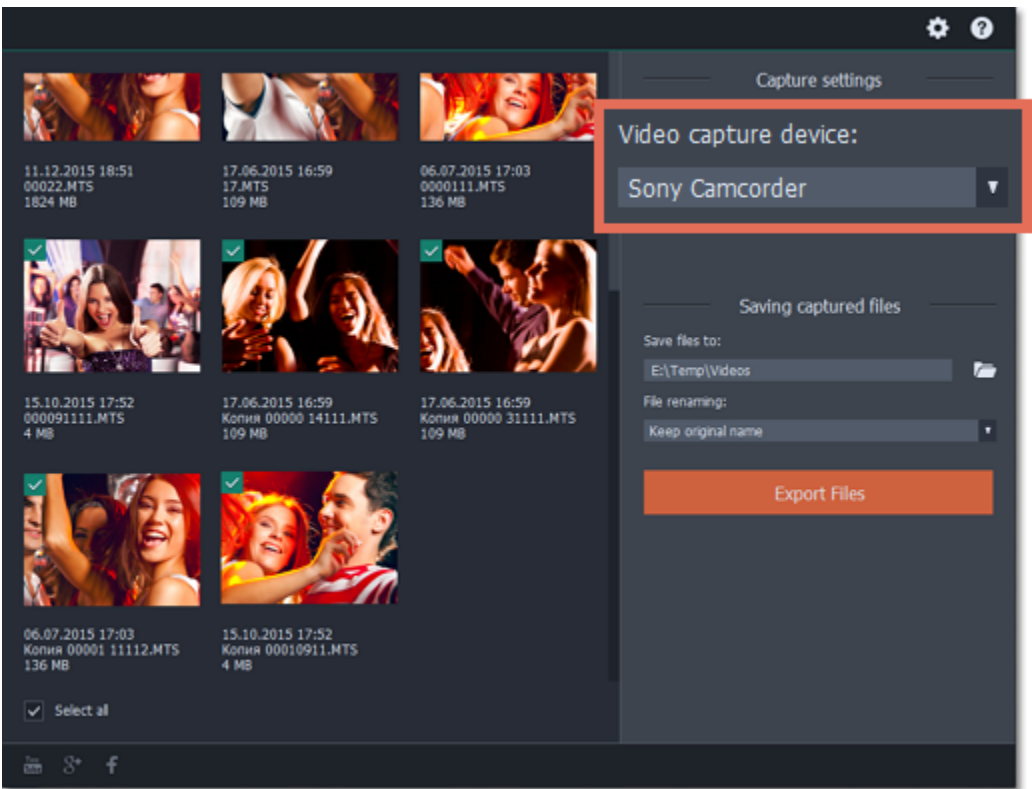 Capture settings
Video capture device:
Sony Camcorder
11.12.2015 18:51
00022.MTS
1824 MB
17.06.2015 16:59
17.MTS
109 MB
06.07.2015 17:03
0000111.MTS
136 MB
15.10.2015 17:52
000091111.MTS
4 MB
17.06.2015 16:59
Копия 00000 14111.MTS
109 MB
17.06.2015 16:59
Копия 00000 31111.MTS
109 MB
06.07.2015 17:03
Копия 00001 11112.MTS
136 MB
15.10.2015 17:52
Копия 00010911.MTS
4 MB
Select all
Saving captured files
Save files to:
E:\Temp\Videos
File renaming:
Keep original name
Export Files